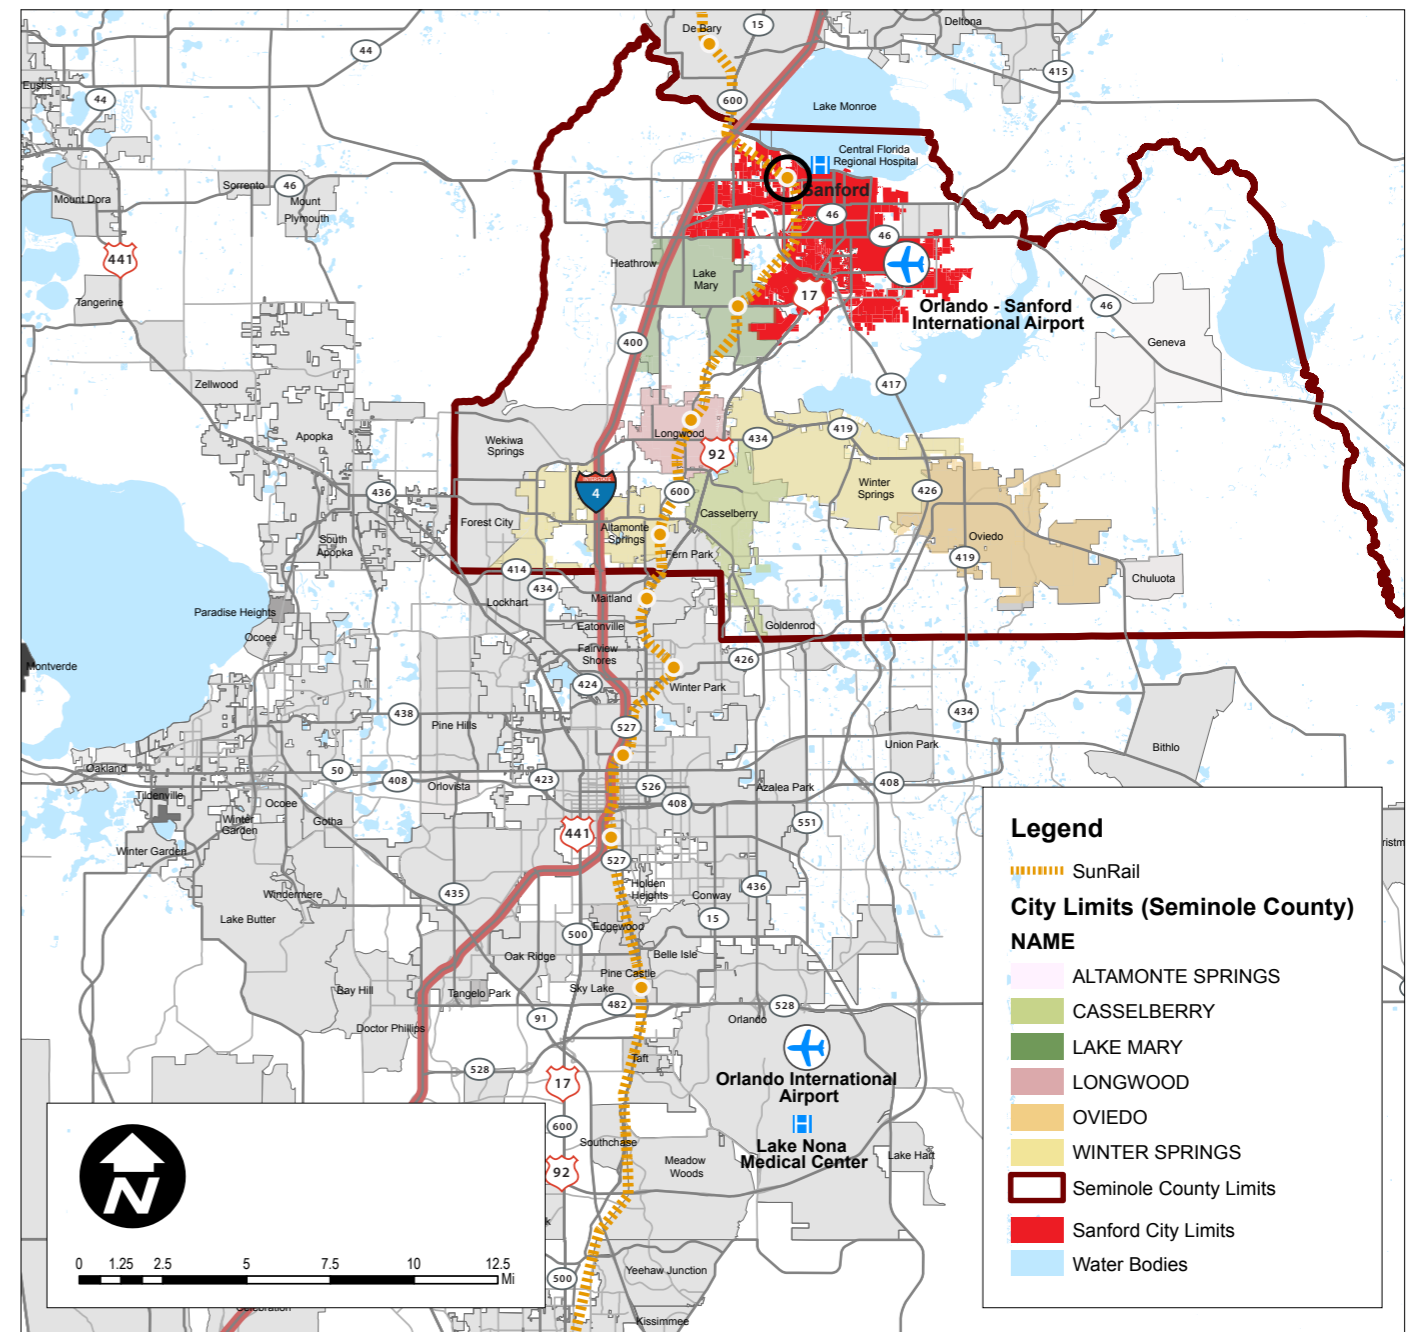 De Bary
15
Deltona
44
415
Eustis
44
600
Lake Monroe
Central Florida
Regional Hospital
Sorrento
46
Mount
Plymouth
Mount Dora
Sanford
46
46
441
Heathrow
Lake
Mary
17
Tangerine
Orlando - Sanford
International Airport
46
400
Geneva
Zellwood
417
Apopka
Wekiwa
Springs
Longwood
92
434
419
436
INTERSTATE
4
600
Winter
Springs
426
Forest City
Altamonte
Springs
Casselberry
South
Apopka
Oviedo
Fern Park
419
414
434
Chuluota
Lockhart
Maitland
Paradise Heights
Ocoee
Eatonville
Goldenrod
Fairview
Shores
426
Montverde
424
Winter Park
438
Pine Hills
527
434
Union Park
Bithlo
Oakland
50
408
423
Orlovista
526
Azalea Park
408
Tildenville
Ocoee
408
Winter
Garden
Gotha
441
551
Winter Garden
527
ristm
Windermere
435
Holden
Heights
Conway
436
Lake Butter
15
500
Edgewood
Oak Ridge
Belle Isle
Pine Castle
Bay Hill
Tangelo Park
Sky Lake
482
528
Doctor Phillips
91
Orlando
528
Taft
17
Orlando International
Airport
600
Southchase
Lake Nona
Medical Center
Lake Hart
92
Meadow
Woods
k
500
Yeehaw Junction
Kissimmee
Celebration
N
0 1.25 2.5 5 7.5 10 12.5
Mi
Legend
SunRail
City Limits (Seminole County)
NAME
ALTAMONTE SPRINGS
CASSELBERRY
LAKE MARY
LONGWOOD
OVIEDO
WINTER SPRINGS
Seminole County Limits
Sanford City Limits
Water Bodies